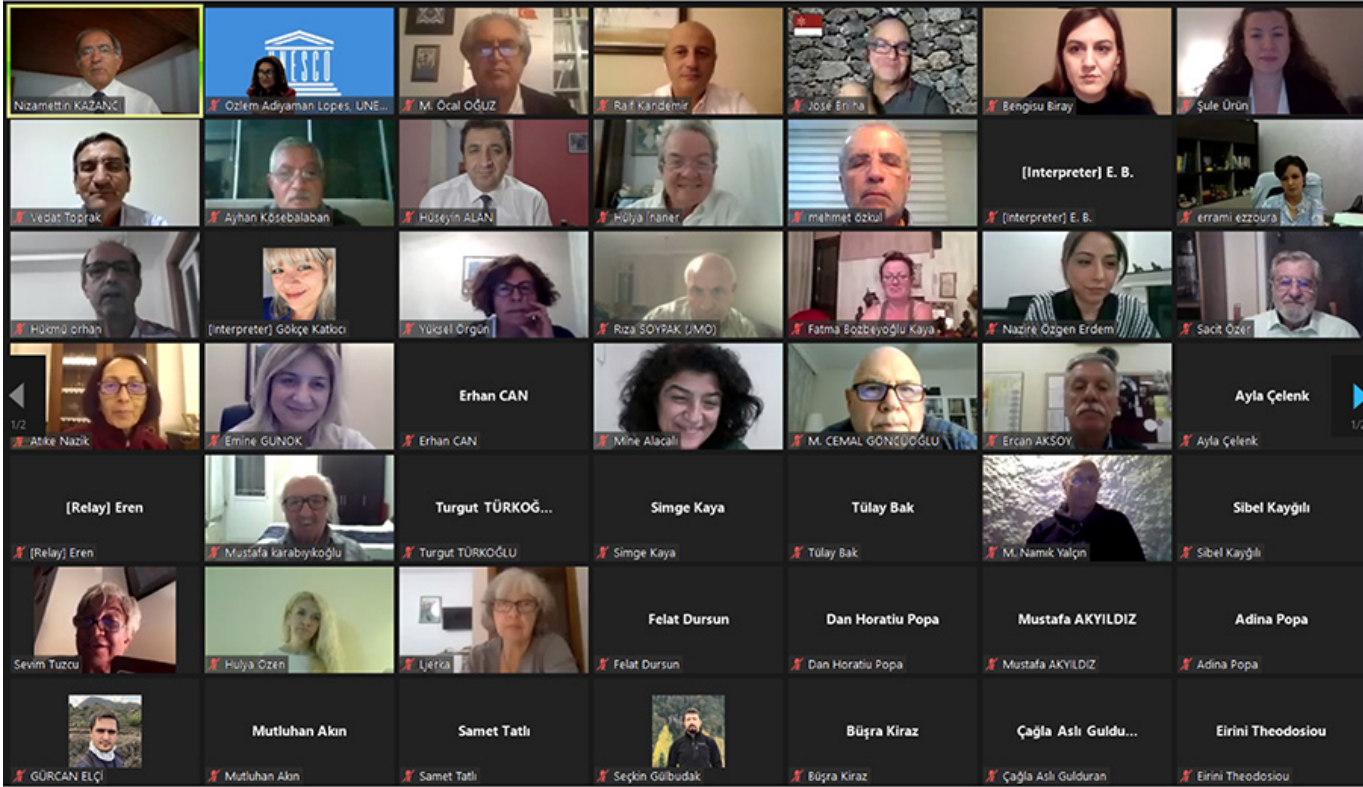 Nizamettin KAZANCI
UNESCO
Ozlem Adiyaman Lopes, UNE...
M. Öcal OĞUZ
Raif Kandemir
José Brilha
Bengisu Biray
Şule Ürün
Vedat Toprak
Ayhan Kösebalaban
Hüseyin ALAN
Hülya İnaner
mehmet özkul
[Interpreter] E. B.
[Interpreter] E. B.
errami ezzoura
Hükmü orhan
[Interpreter] Gökçe Katkıcı
Yüksel Örgün
Rıza SOYPAK (JMO)
Fatma Bozbeyoğlu Kaya
Nazire Özgen Erdem
Sacit Özer
1/2
Atike Nazik
Emine GUNOK
Erhan CAN
Erhan CAN
Mine Alacalı
M. CEMAL GÖNCÜOĞLU
Ercan AKSOY
Ayla Çelenk
Ayla Çelenk
1/2
[Relay] Eren
[Relay] Eren
Mustafa karabıyıkoğlu
Turgut TÜRKOĞ...
Turgut TÜRKOĞLU
Simge Kaya
Simge Kaya
Tülay Bak
Tülay Bak
M. Namık Yalçın
Sibel Kayğılı
Sibel Kayğılı
Sevim Tuzcu
Hulya Ozen
Ljerka
Felat Dursun
Felat Dursun
Dan Horatiu Popa
Dan Horatiu Popa
Mustafa AKYILDIZ
Mustafa AKYILDIZ
Adina Popa
Adina Popa
GÜRCAN ELÇİ
Mutluhan Akın
Mutluhan Akın
Samet Tatlı
Samet Tatlı
Seçkin Gülbudak
Büşra Kiraz
Büşra Kiraz
Çağla Aslı Guldu...
Çağla Aslı Gulduran
Eirini Theodosiou
Eirini Theodosiou